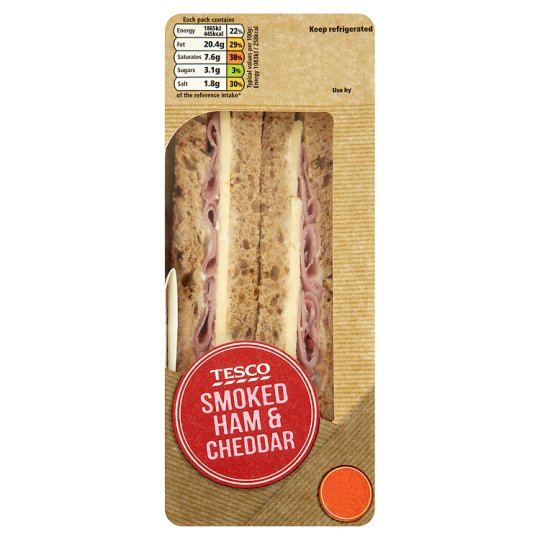 Each pack contains
Energy 1865kJ 445kcal 22%
Fat 20.4g 29%
Saturates 7.6g 38%
Sugars 3.1g 3%
Salt 1.8g 30%
of the reference intake*
Typical values per 100g:
Energy 1083kJ / 258kcal
Keep refrigerated
Use by
TESCO
SMOKED
HAM &
CHEDDAR